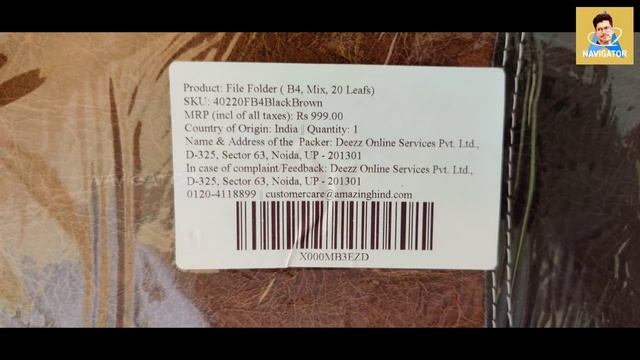 NAVIGATOR
Product: File Folder ( B4, Mix, 20 Leafs)
SKU: 40220FB4BlackBrown
MRP (incl of all taxes): Rs 999.00
Country of Origin: India || Quantity: 1
Name & Address of the Packer: Deezz Online Services Pvt. Ltd.,
D-325, Sector 63, Noida, UP - 201301
In case of complaint/Feedback: Deezz Online Services Pvt. Ltd.,
D-325, Sector 63, Noida, UP - 201301
0120-4118899 || customercare@amazinghind.com
X000MB3EZD
NAVIGATOR